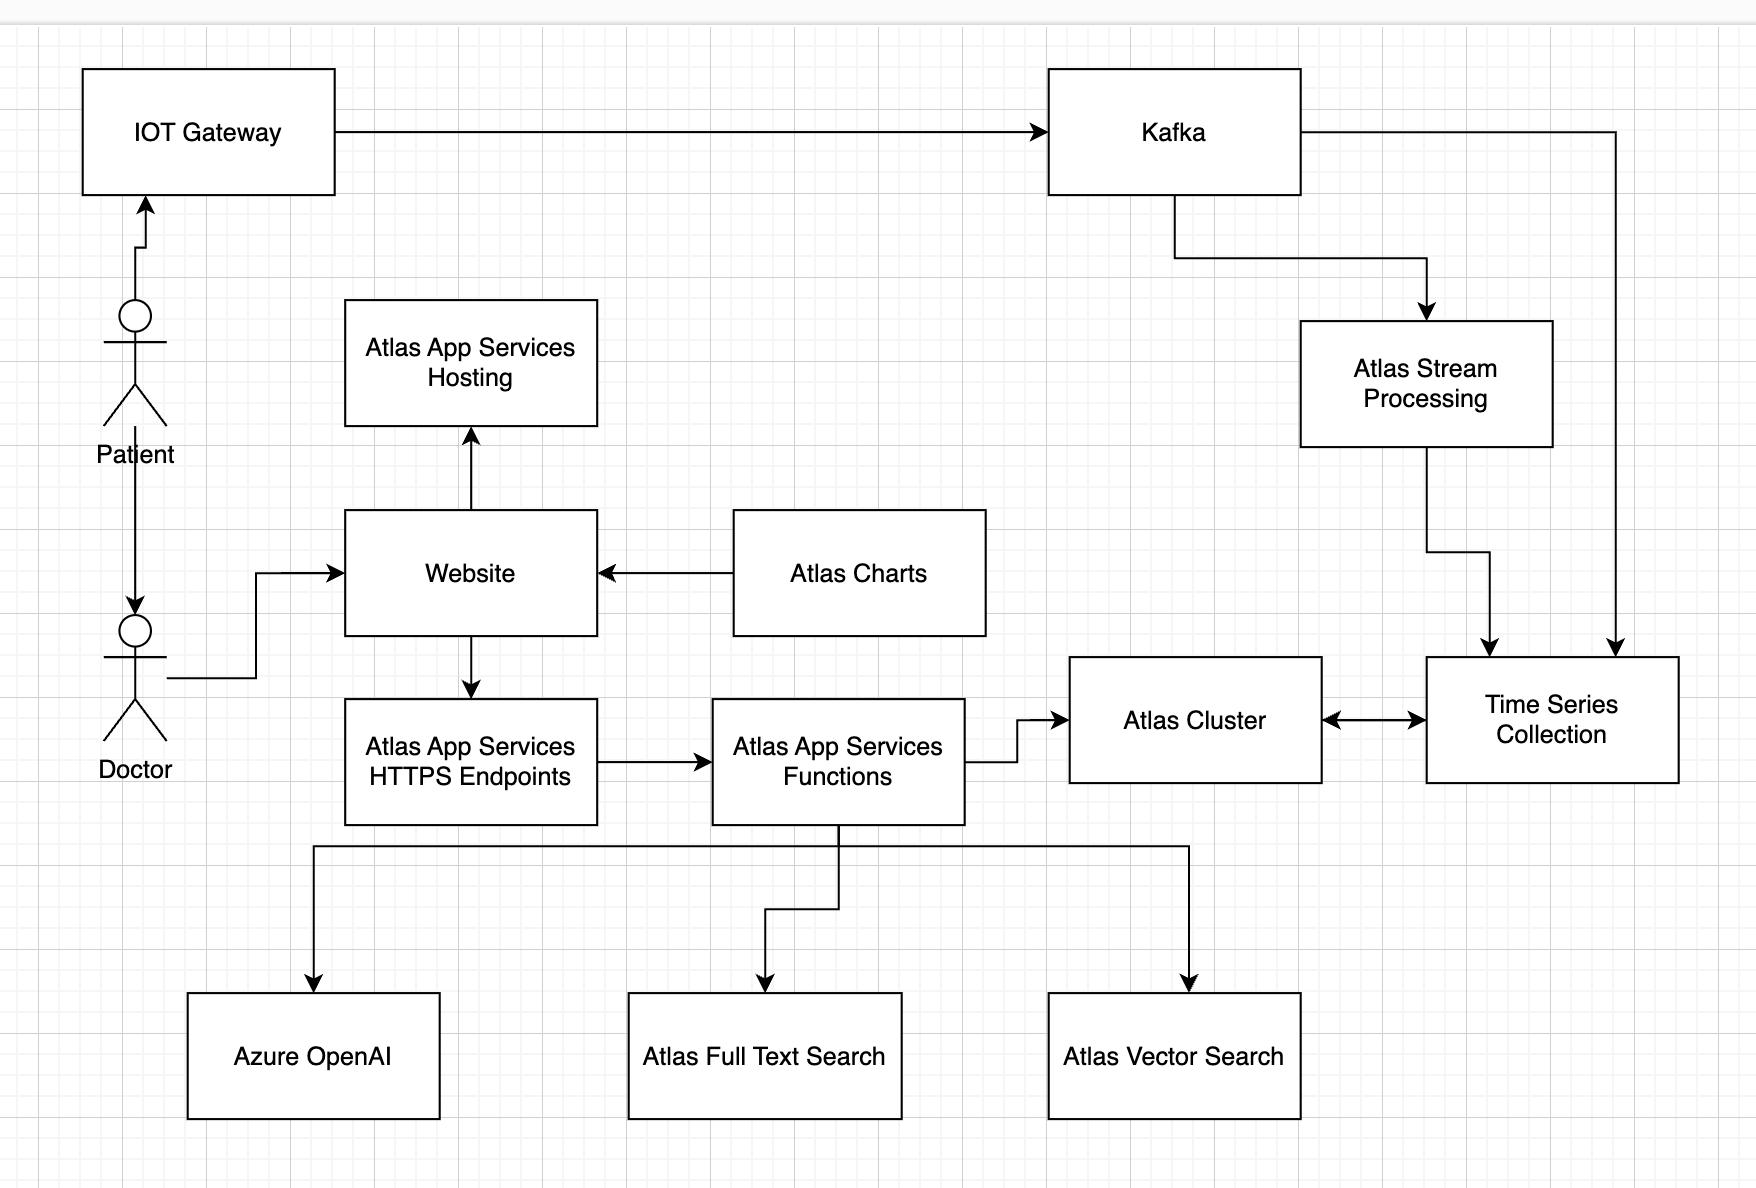 IOT Gateway
Kafka
Atlas App Services
Hosting
Atlas Stream
Processing
Patient
Website
Atlas Charts
Atlas App Services
HTTPS Endpoints
Atlas App Services
Functions
Atlas Cluster
Time Series
Collection
Doctor
Azure OpenAI
Atlas Full Text Search
Atlas Vector Search